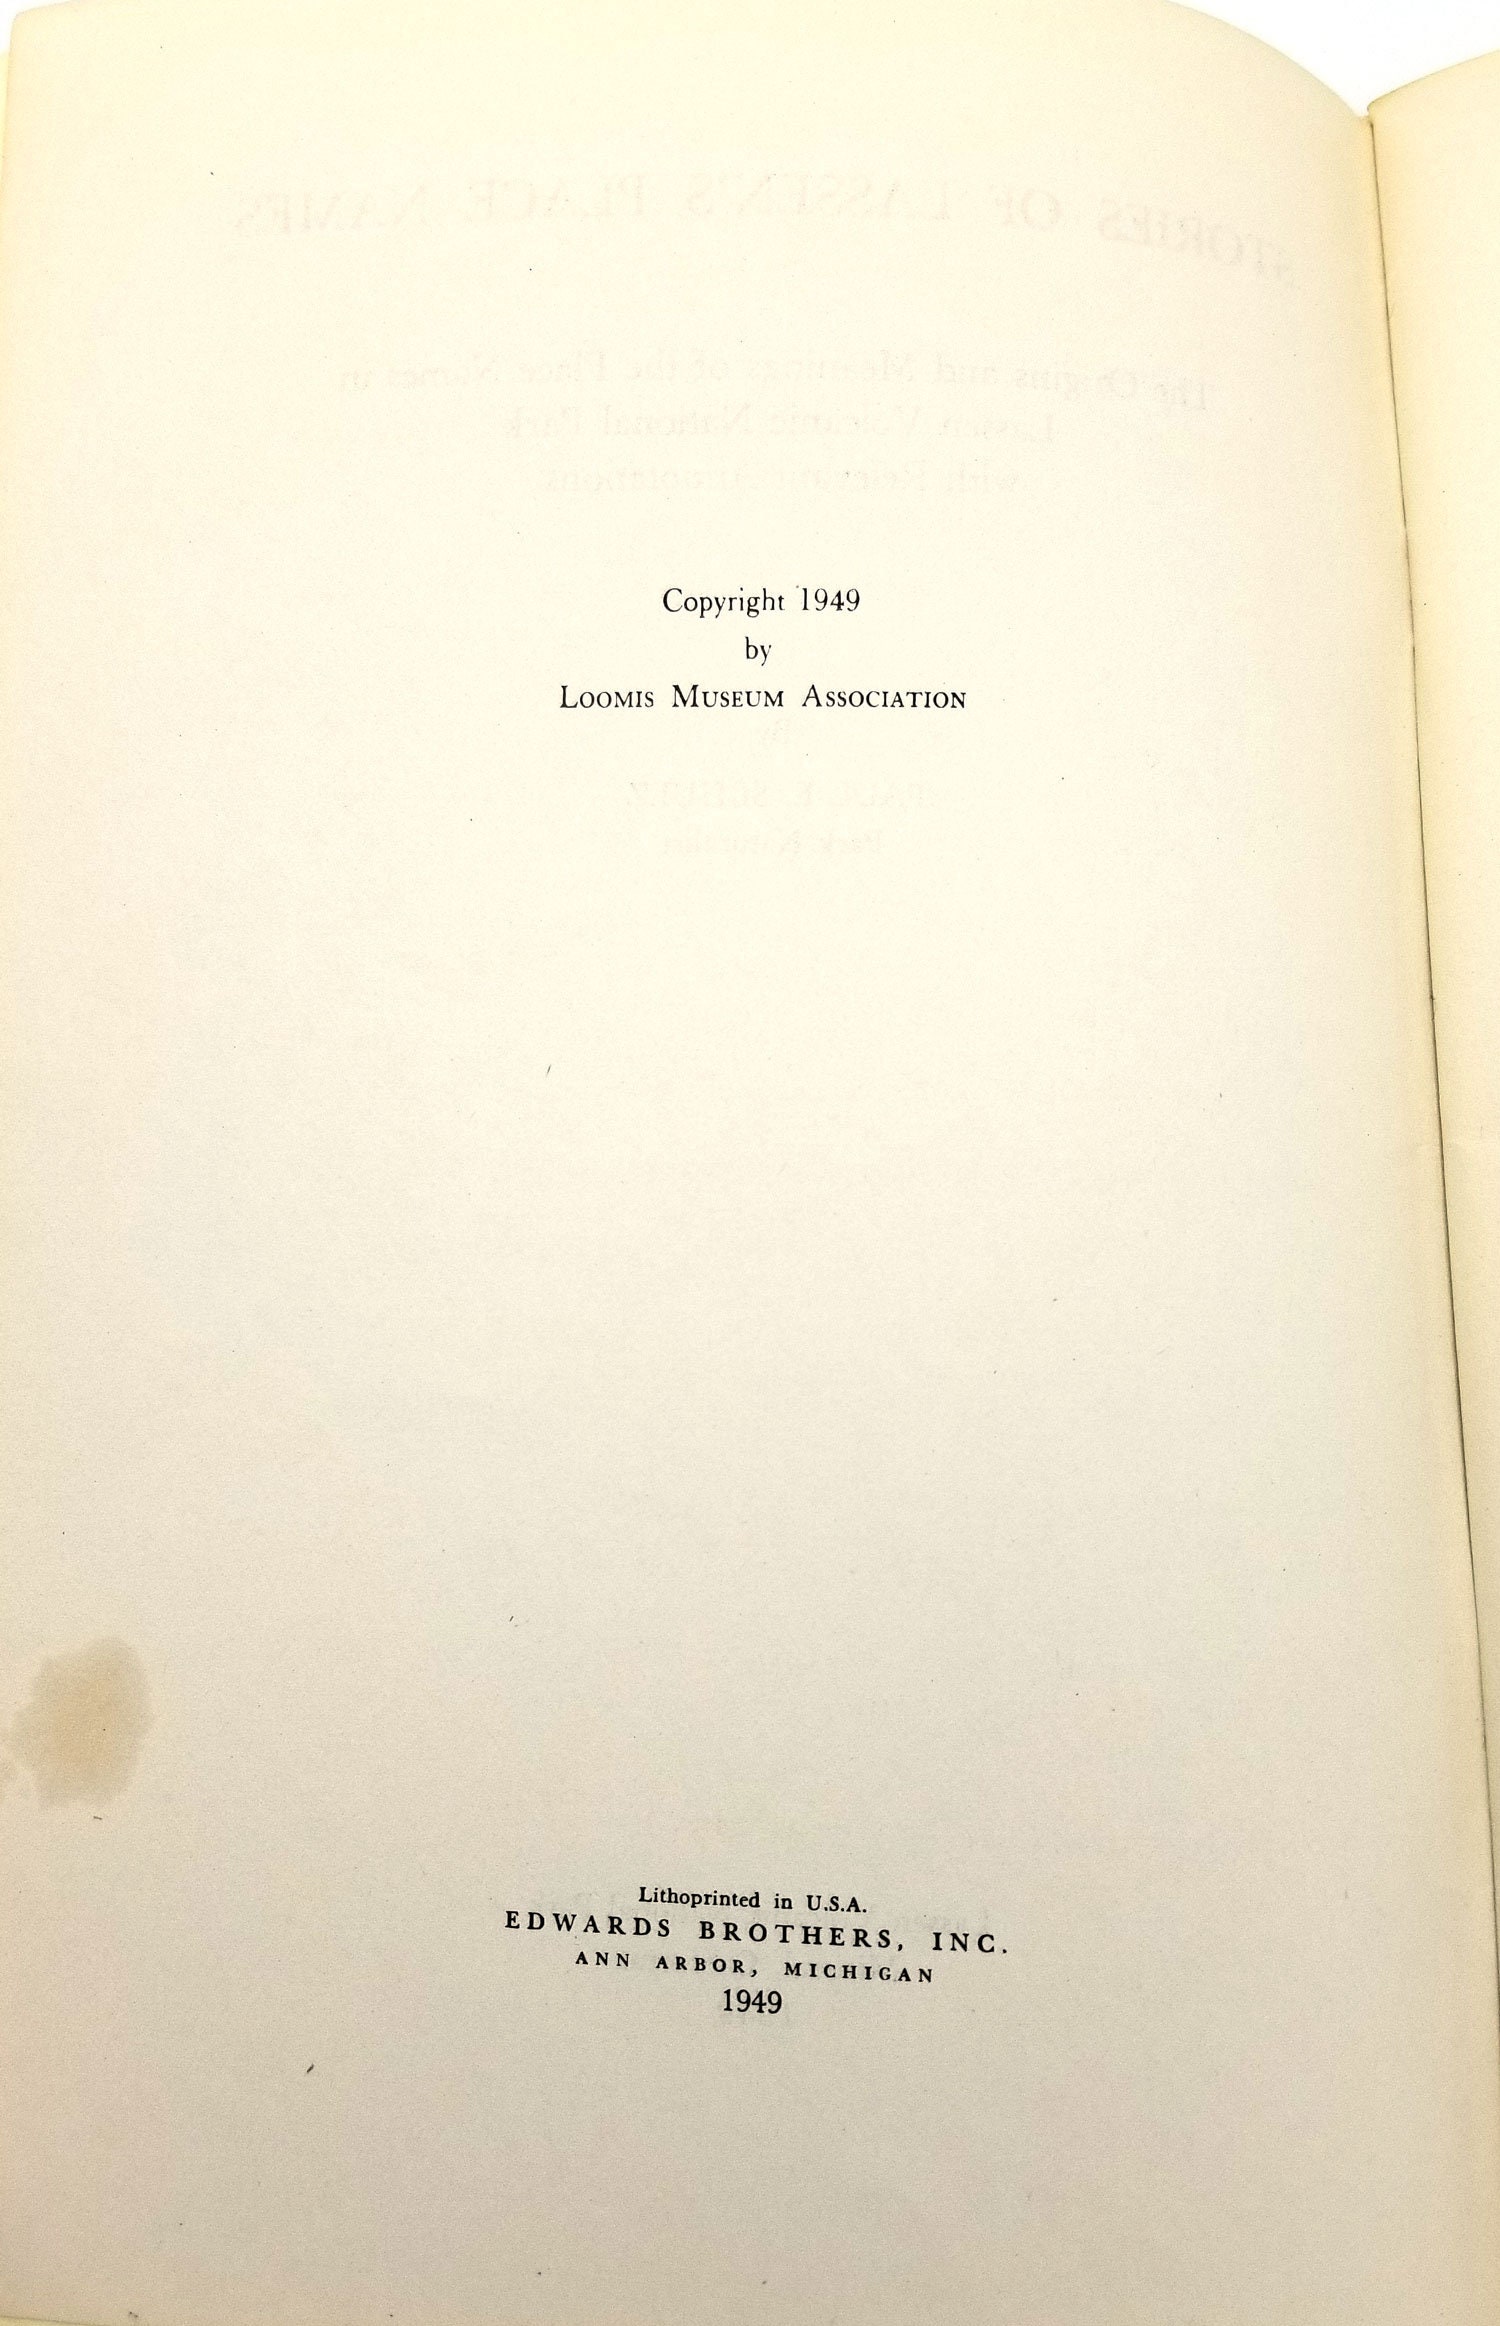 Copyright 1949
by
LOOMIS MUSEUM ASSOCIATION
Lithoprinted in U.S.A.
EDWARDS BROTHERS, INC.
ANN ARBOR, MICHIGAN
1949